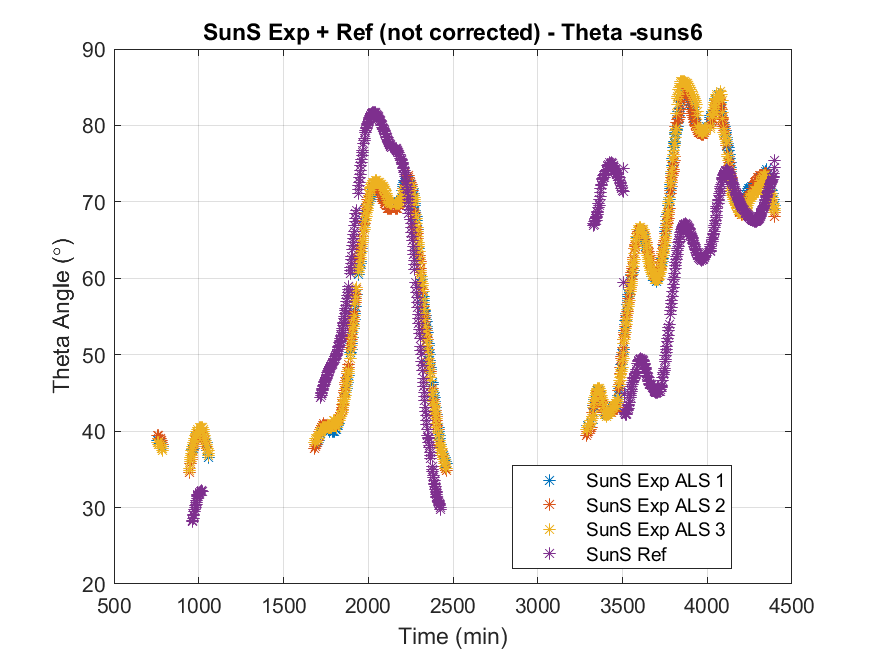 SunS Exp + Ref (not corrected) - Theta -suns6
90
80
70
60
50
40
30
20
Theta Angle (°)
SunS Exp ALS 1
SunS Exp ALS 2
SunS Exp ALS 3
SunS Ref
500 1000 1500 2000 2500 3000 3500 4000 4500
Time (min)